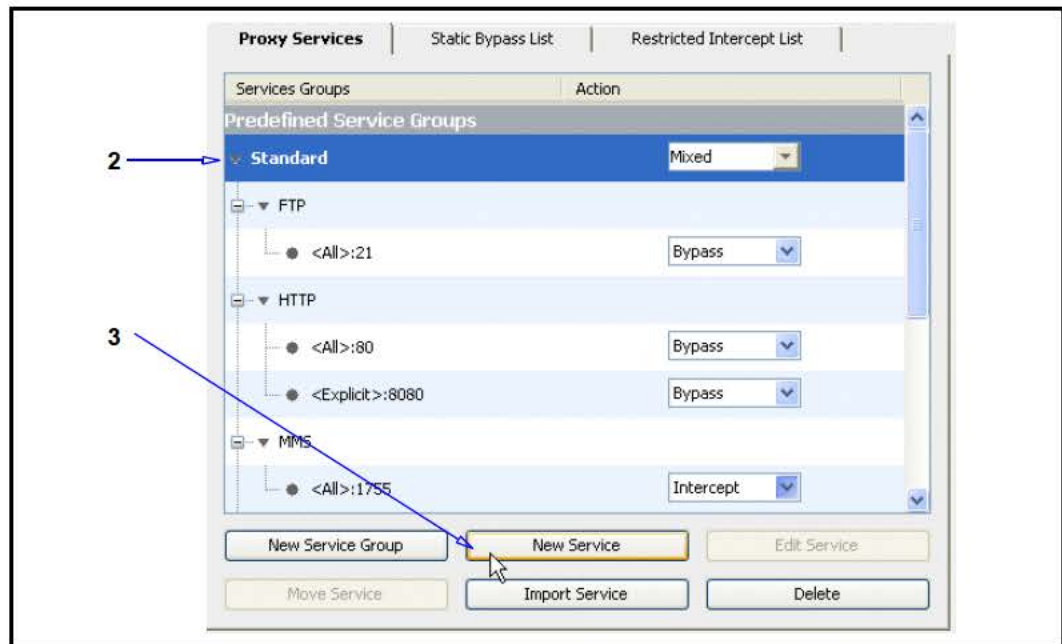 Proxy Services Static Bypass List Restricted Intercept List
Services Groups Action
Predefined Service Groups
2 Standard Mixed
FTP
<All>:21 Bypass
HTTP
3 <All>:80 Bypass
<Explicit>:8080 Bypass
MMS
<All>:1755 Intercept
New Service Group New Service Edit Service
Move Service Import Service Delete